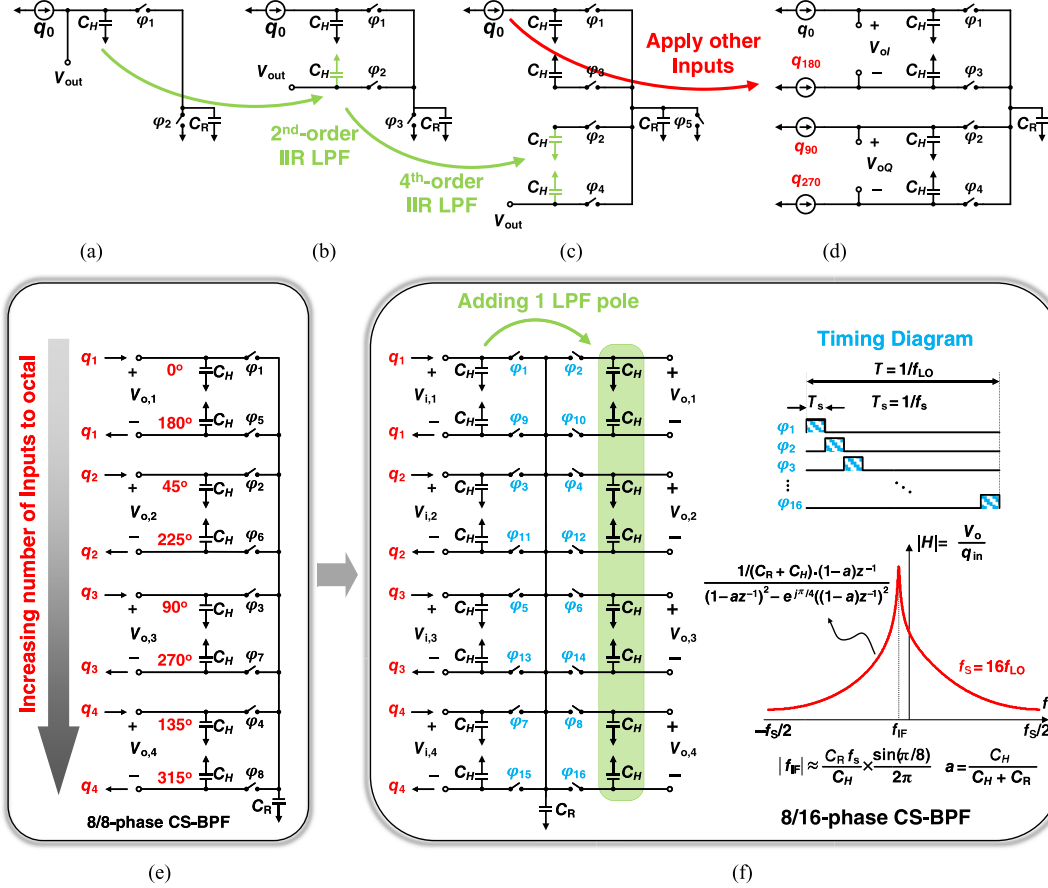 q0 CH φ1 Vout φ2 CR
q0 CH φ1 Vout CH φ2 φ3 CR
2nd-order
IIR LPF
q0 CH φ1 CH φ3 CR φ5 CH φ2 CH φ4 Vout
4th-order
IIR LPF
Apply other
Inputs
q0 + VoI − CH φ1
q180 CH φ3
q90 + VoQ − CH φ2 CR
q270 CH φ4
(a) (b) (c) (d)
Increasing number of Inputs to octal
q1 + 0° CH φ1
Vo,1
q1 − 180° CH φ5
q2 + 45° CH φ2
Vo,2
q2 − 225° CH φ6
q3 + 90° CH φ3
Vo,3
q3 − 270° CH φ7
q4 + 135° CH φ4
Vo,4
q4 − 315° CH φ8
CR
8/8-phase CS-BPF
(e)
Adding 1 LPF pole
q1 + CH φ1 φ2 CH +
Vi,1 Vo,1
q1 − CH φ9 φ10 CH −
q2 + CH φ3 φ4 CH +
Vi,2 Vo,2
q2 − CH φ11 φ12 CH −
q3 + CH φ5 φ6 CH +
Vi,3 Vo,3
q3 − CH φ13 φ14 CH −
q4 + CH φ7 φ8 CH +
Vi,4 Vo,4
q4 − CH φ15 φ16 CH −
CR
Timing Diagram
T = 1/fLO
Ts Ts = 1/fs
φ1
φ2
φ3
⋮ ⋱
φ16
|H| = Vo / qin
1/(CR + CH).(1−a)z−1 / (1−az−1)2 − ejπ/4((1−a)z−1)2
fS = 16fLO
f
−fS/2 fIF fS/2
|fIF| ≈ CR fs / CH × sin(π/8) / 2π a = CH / CH + CR
8/16-phase CS-BPF
(f)